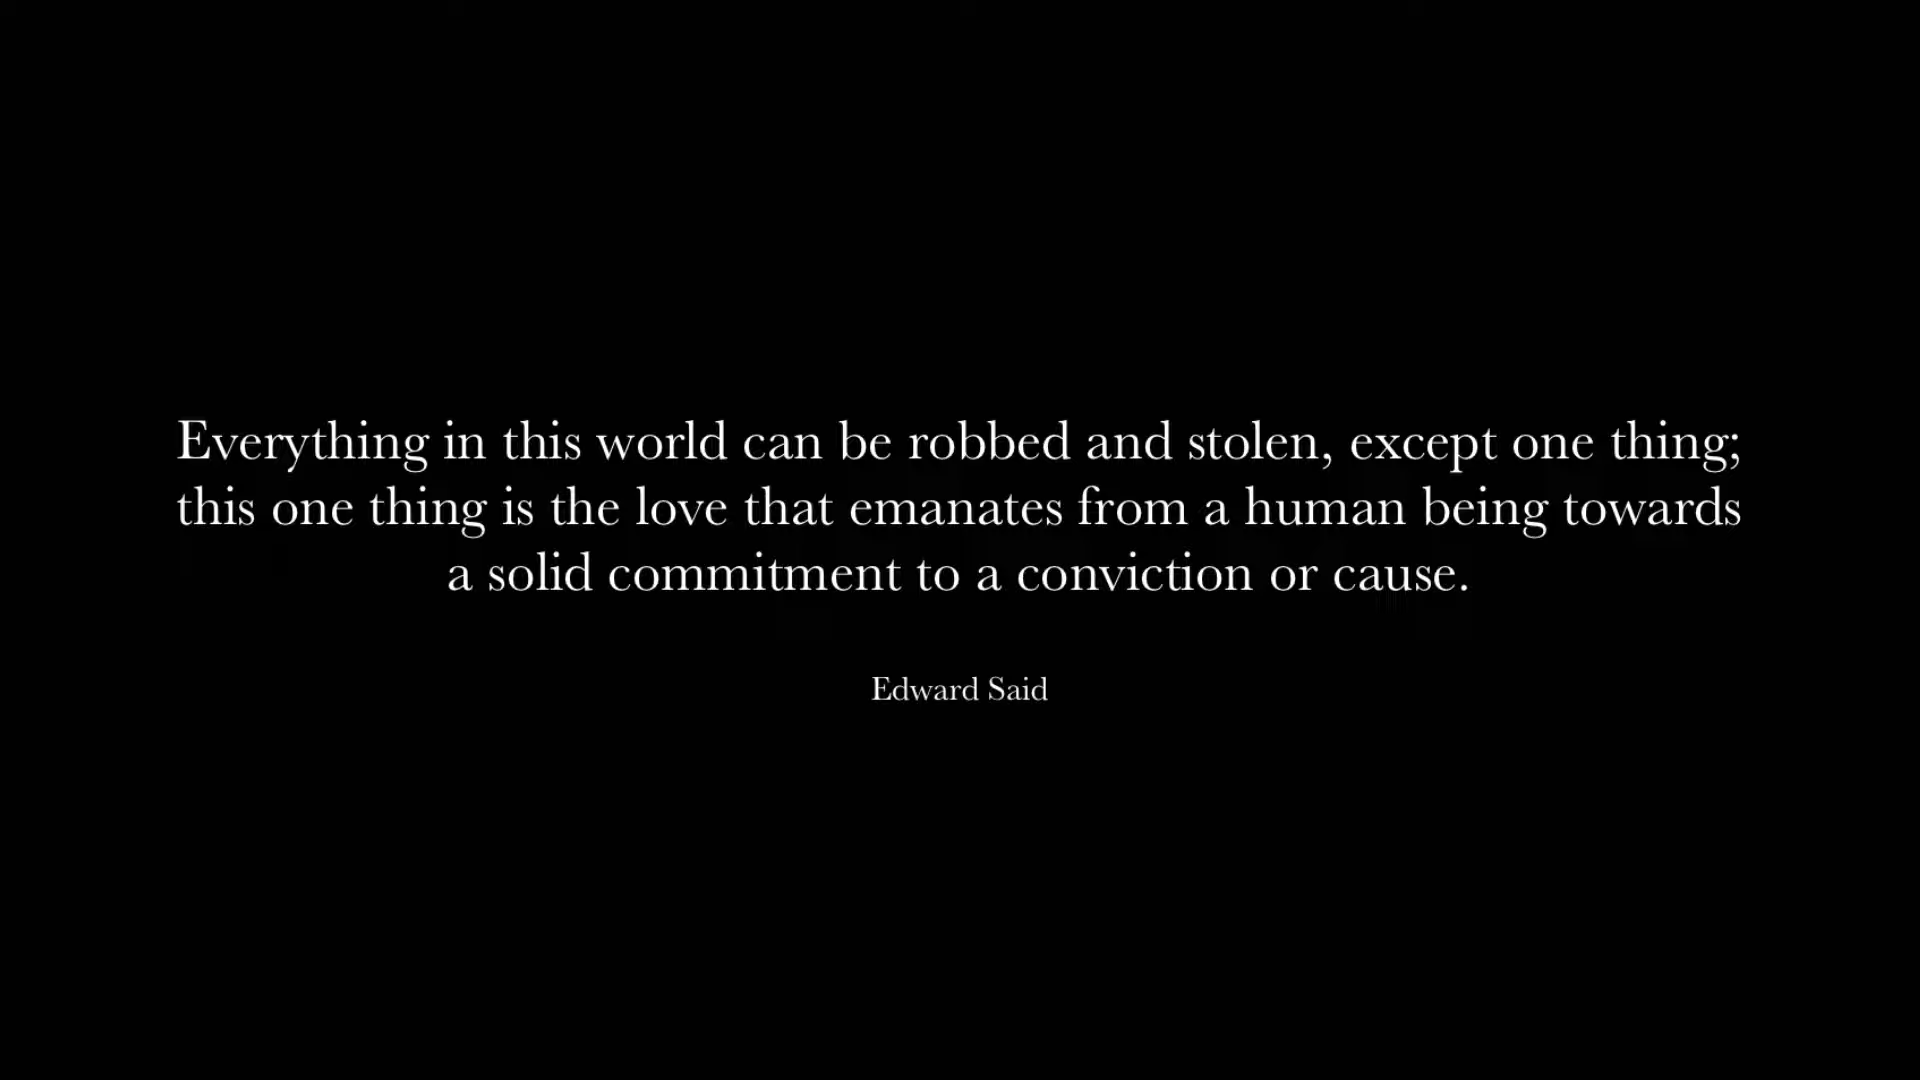 Everything in this world can be robbed and stolen, except one thing;
this one thing is the love that emanates from a human being towards
a solid commitment to a conviction or cause.
Edward Said